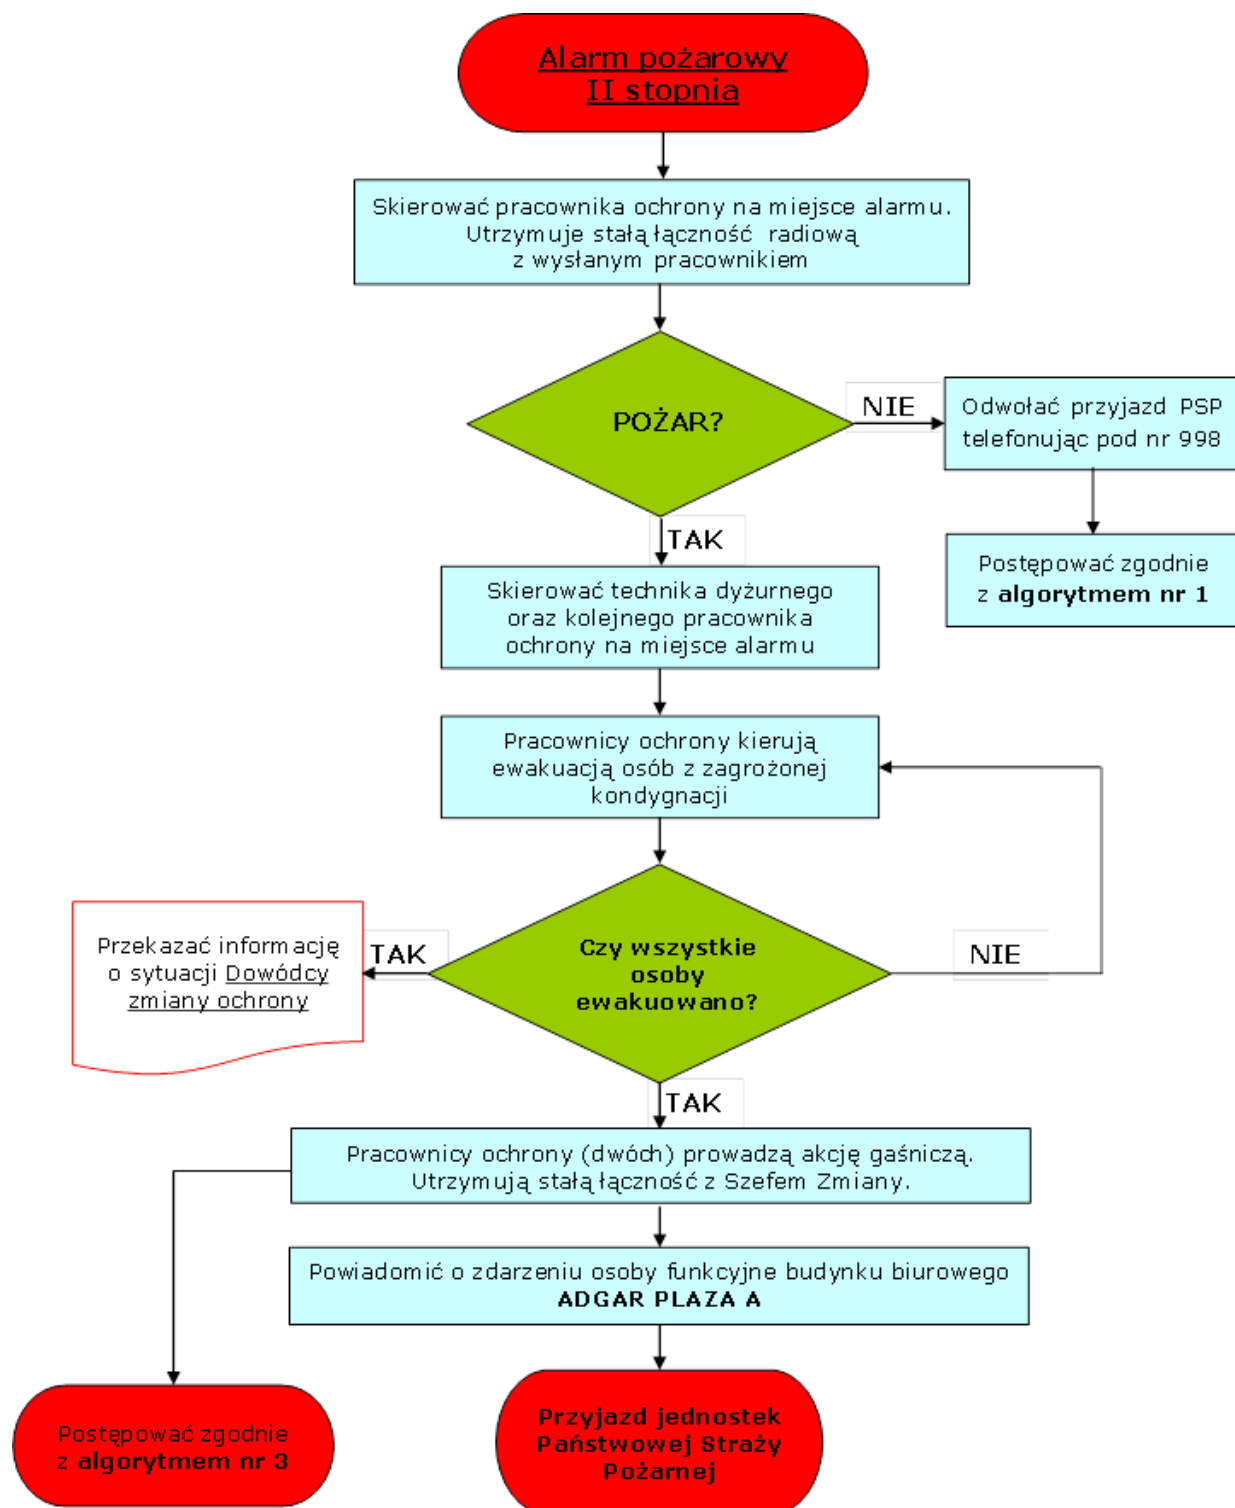 Alarm pożarowy
II stopnia
Skierować pracownika ochrony na miejsce alarmu.
Utrzymuje stałą łączność radiową
z wysłanym pracownikiem
POŻAR?
NIE
Odwołać przyjazd PSP
telefonując pod nr 998
TAK
Postępować zgodnie
z algorytmem nr 1
Skierować technika dyżurnego
oraz kolejnego pracownika
ochrony na miejsce alarmu
Pracownicy ochrony kierują
ewakuacją osób z zagrożonej
kondygnacji
Czy wszystkie
osoby
ewakuowano?
NIE
TAK
Przekazać informację
o sytuacji Dowódcy
zmiany ochrony
TAK
Pracownicy ochrony (dwóch) prowadzą akcję gaśniczą.
Utrzymują stałą łączność z Szefem Zmiany.
Powiadomić o zdarzeniu osoby funkcyjne budynku biurowego
ADGAR PLAZA A
Postępować zgodnie
z algorytmem nr 3
Przyjazd jednostek
Państwowej Straży
Pożarnej